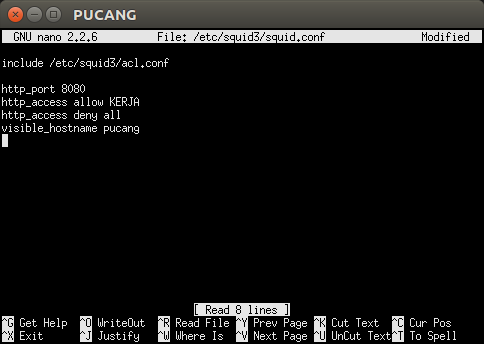 PUCANG
GNU nano 2.2.6 File: /etc/squid3/squid.conf Modified
include /etc/squid3/acl.conf
http_port 8080
http_access allow KERJA
http_access deny all
visible_hostname pucang
[ Read 8 lines ]
^G Get Help ^O WriteOut ^R Read File ^Y Prev Page ^K Cut Text ^C Cur Pos
^X Exit ^J Justify ^W Where Is ^V Next Page ^U UnCut Text ^T To Spell